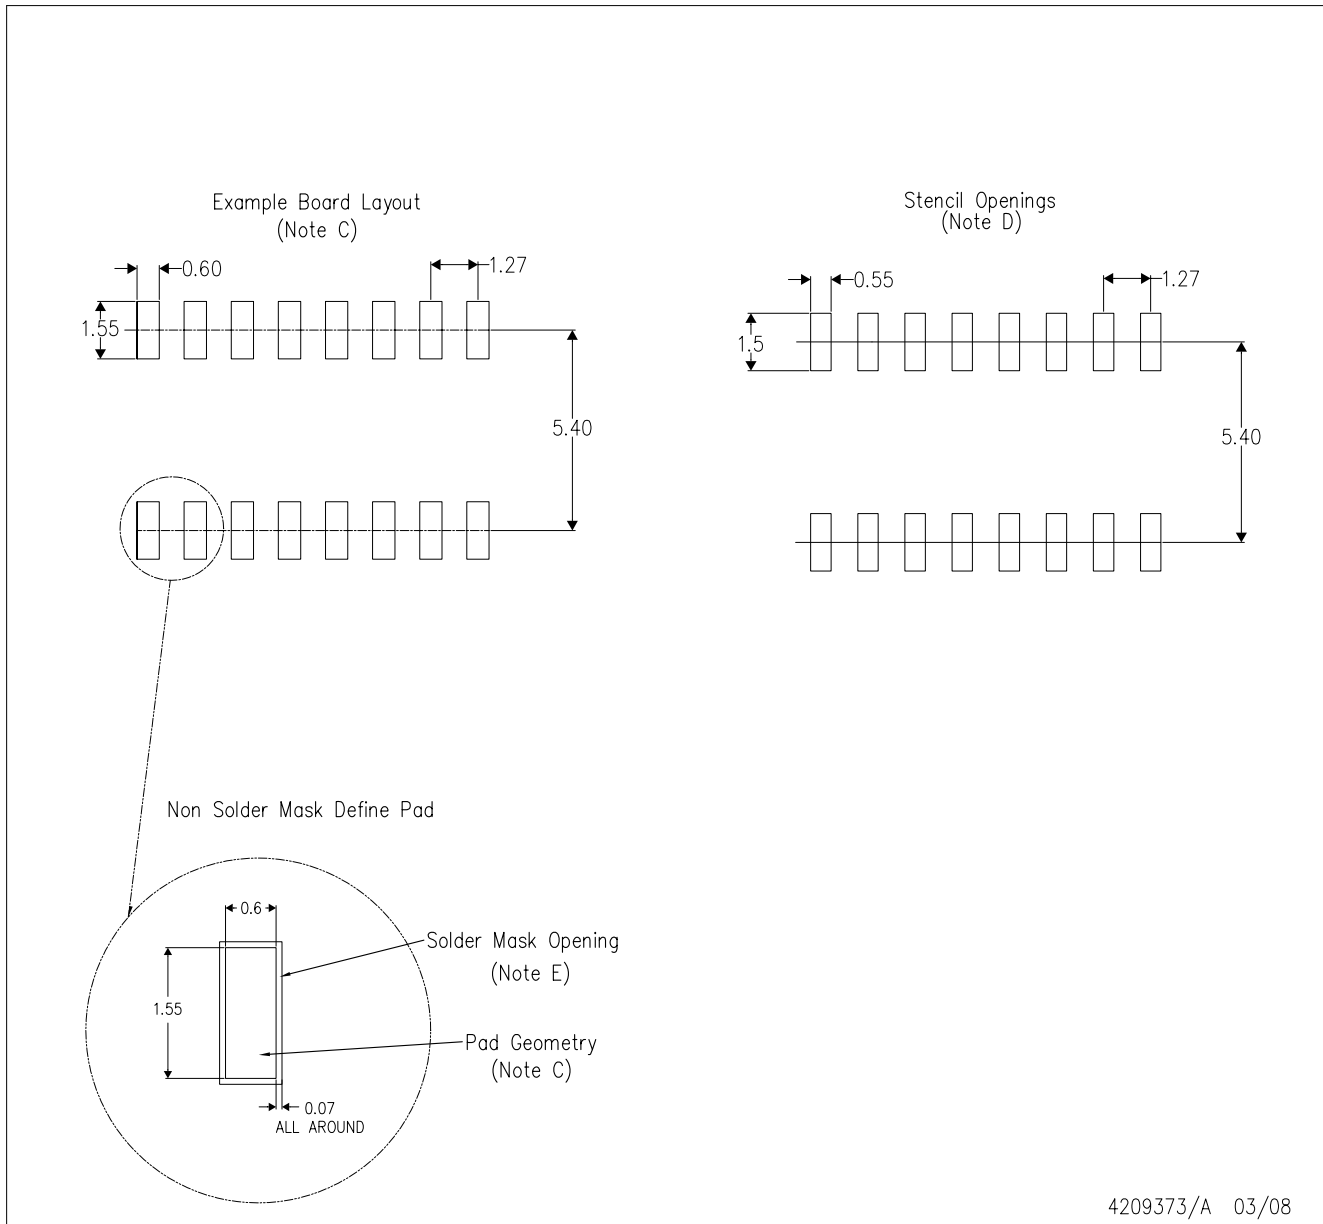 Example Board Layout
(Note C)
0.60
1.27
1.55
5.40
Stencil Openings
(Note D)
0.55
1.27
1.5
5.40
Non Solder Mask Define Pad
0.6
1.55
Solder Mask Opening
(Note E)
Pad Geometry
(Note C)
0.07
ALL AROUND
4209373/A 03/08